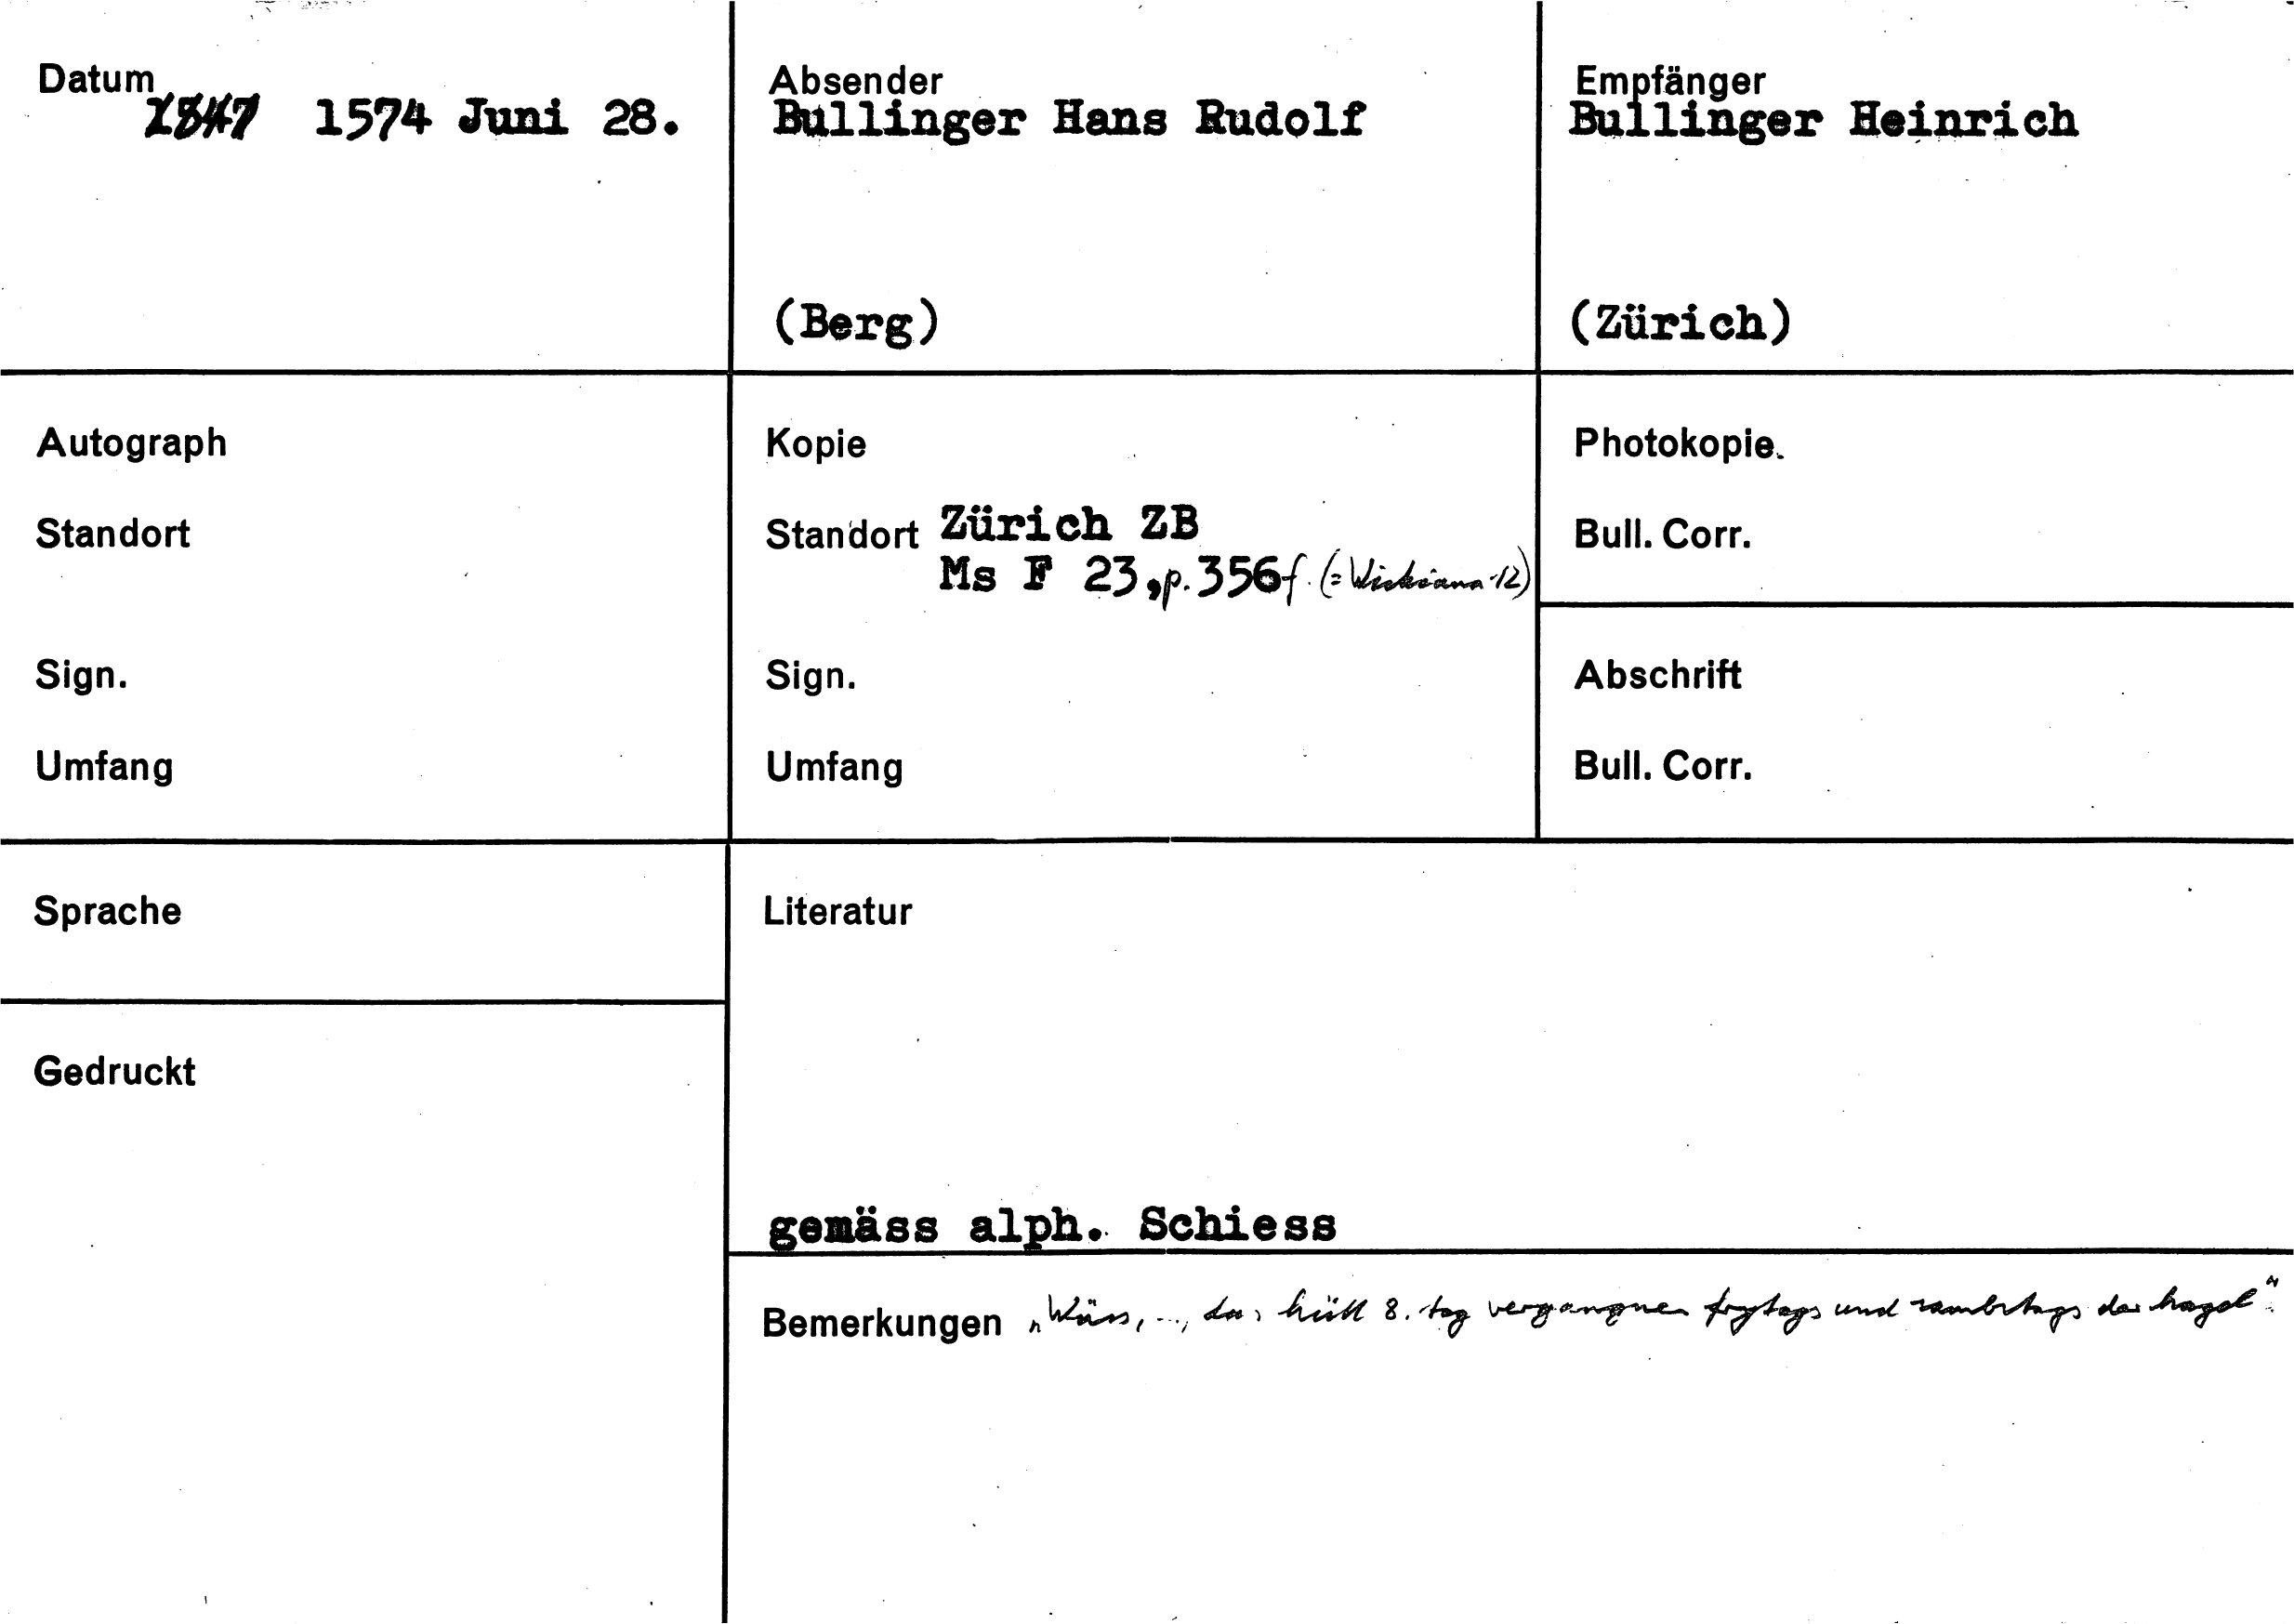 Datum
1574 Juni 28.
Absender
Bullinger Hans Rudolf
(Berg)
Empfänger
Bullinger Heinrich
(Zürich)
Autograph
Standort
Sign.
Umfang
Kopie
Standort Zürich ZB
Ms F 23, p. 356 f. (= Wickiana 12)
Sign.
Umfang
Photokopie
Bull. Corr.
Abschrift
Bull. Corr.
Sprache
Gedruckt
Literatur
gemäss alph. Schiess
Bemerkungen „Wüss, ..., das hütt 8. tag vergangnen frytags und sambstags der hagel“.